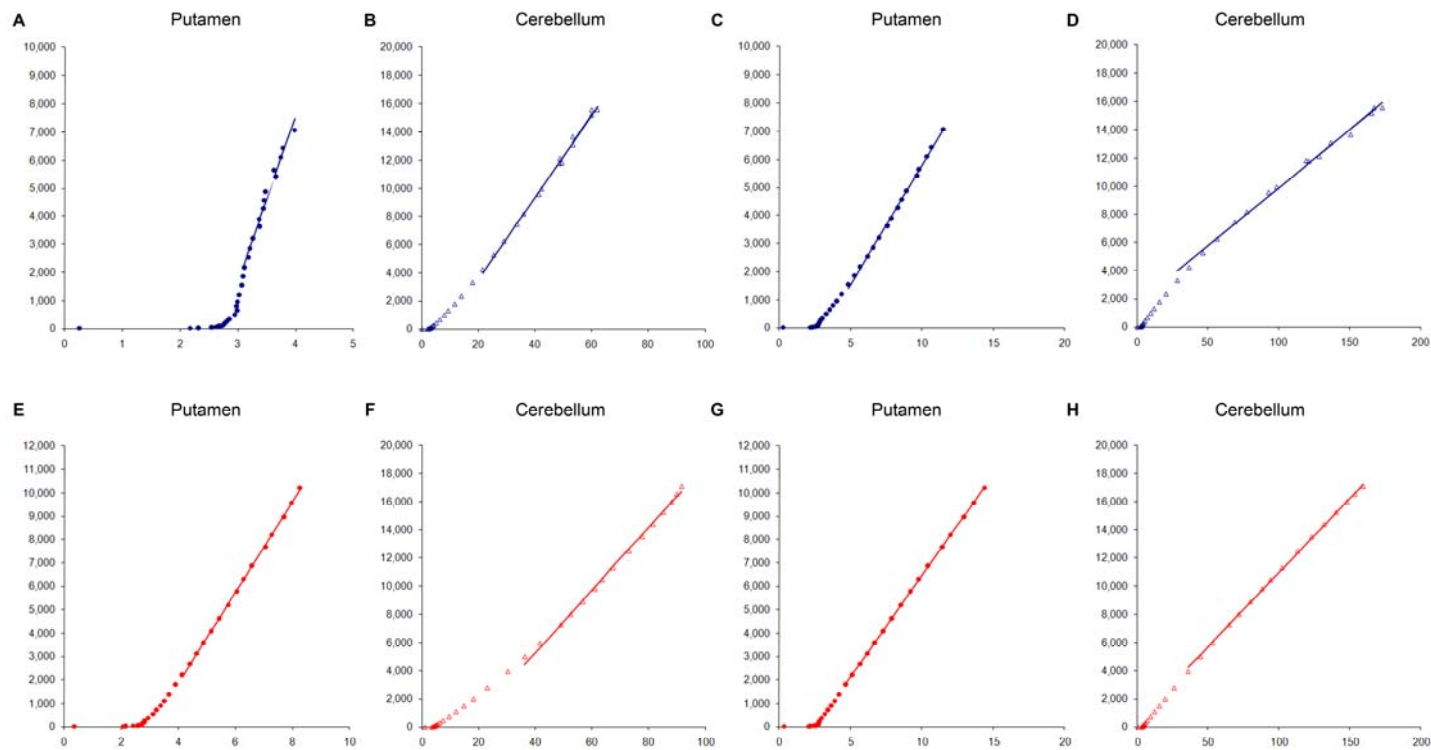 A Putamen B Cerebellum C Putamen D Cerebellum
10,000 20,000 10,000 20,000
9,000 18,000 9,000 18,000
8,000 16,000 8,000 16,000
7,000 14,000 7,000 14,000
6,000 12,000 6,000 12,000
5,000 10,000 5,000 10,000
4,000 8,000 4,000 8,000
3,000 6,000 3,000 6,000
2,000 4,000 2,000 4,000
1,000 2,000 1,000 2,000
0 0 0 0
0 1 2 3 4 5 0 20 40 60 80 100 0 5 10 15 20 0 50 100 150 200
E Putamen F Cerebellum G Putamen H Cerebellum
12,000 20,000 12,000 20,000
11,000 18,000 11,000 18,000
10,000 16,000 10,000 16,000
9,000 14,000 9,000 14,000
8,000 12,000 8,000 12,000
7,000 10,000 7,000 10,000
6,000 8,000 6,000 8,000
5,000 6,000 5,000 6,000
4,000 4,000 4,000 4,000
3,000 2,000 3,000 2,000
2,000 0 2,000 0
1,000 1,000
0 0
0 2 4 6 8 10 0 20 40 60 80 100 0 5 10 15 20 0 50 100 150 200